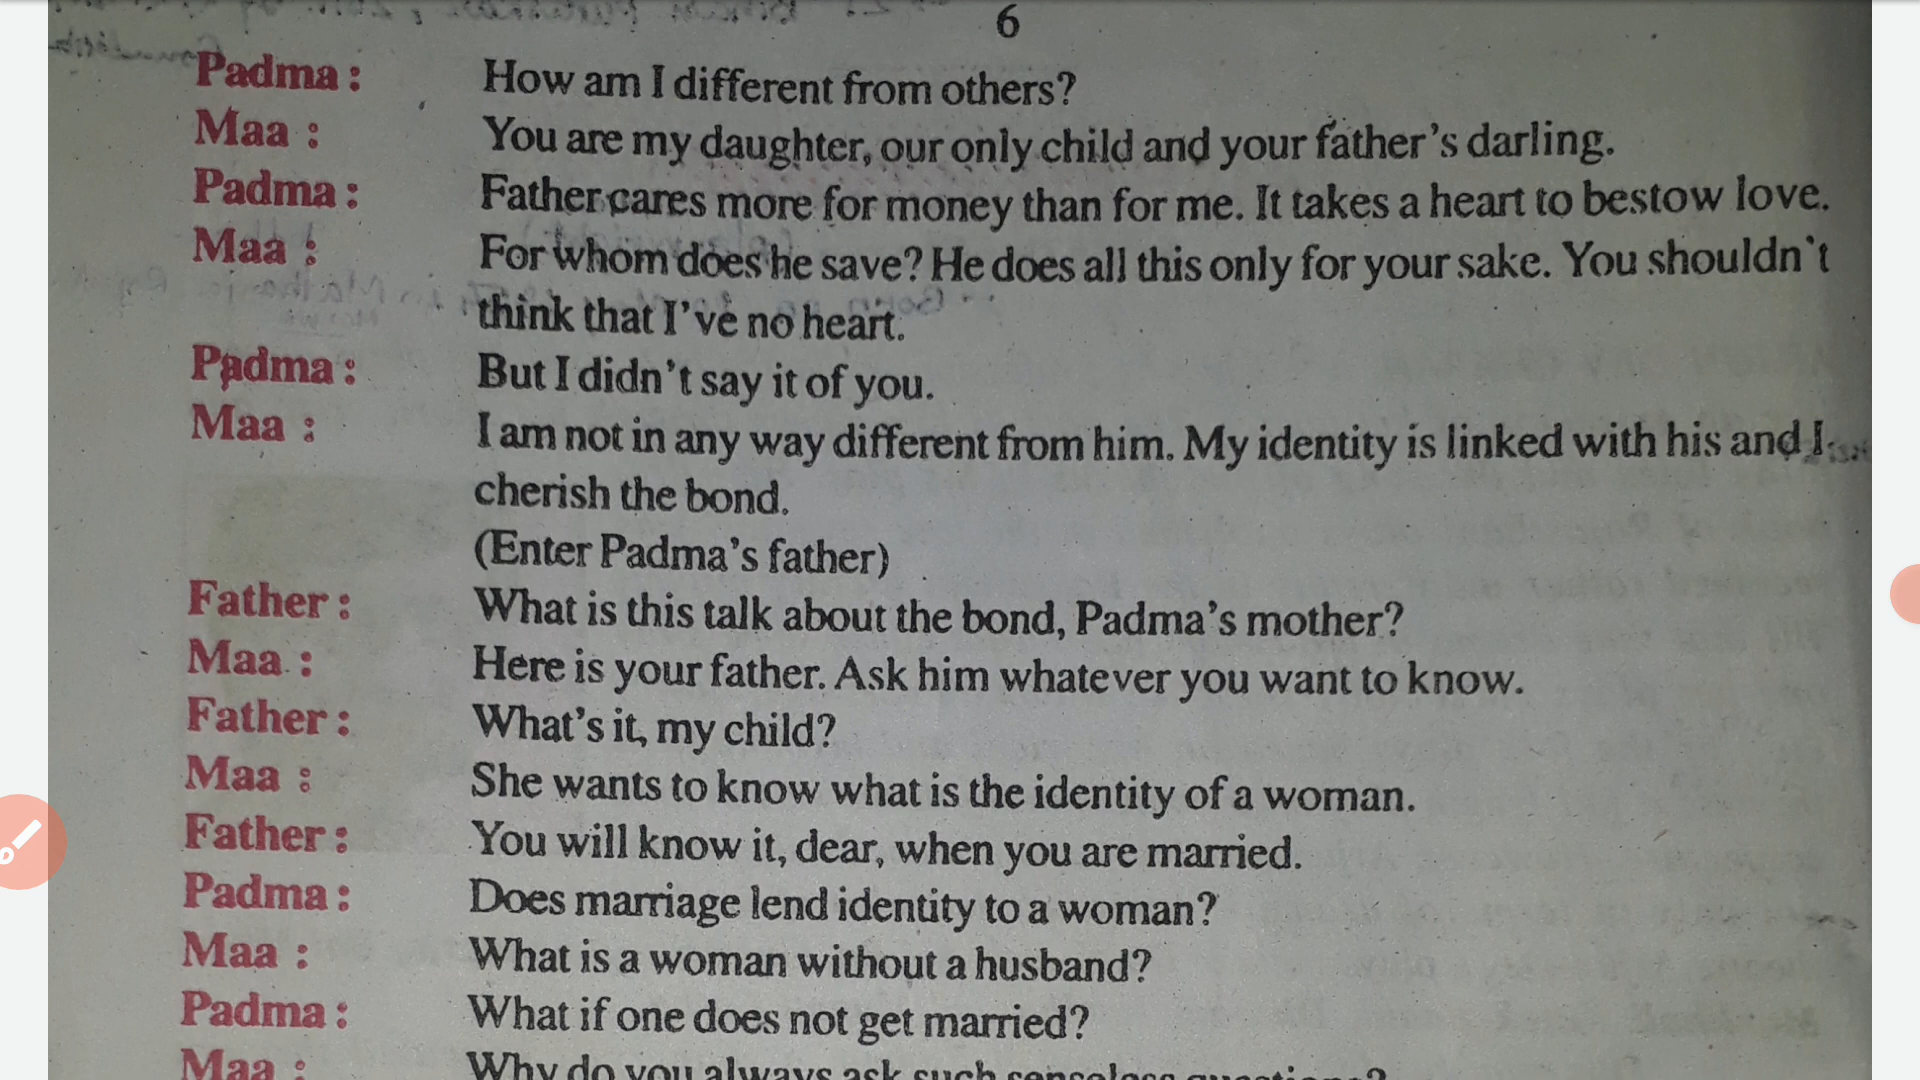 6
Padma : How am I different from others?
Maa : You are my daughter, our only child and your father's darling.
Padma : Father cares more for money than for me. It takes a heart to bestow love.
Maa : For whom does he save? He does all this only for your sake. You shouldn't
think that I've no heart.
Padma : But I didn't say it of you.
Maa : I am not in any way different from him. My identity is linked with his and I
cherish the bond.
(Enter Padma's father)
Father : What is this talk about the bond, Padma's mother?
Maa : Here is your father. Ask him whatever you want to know.
Father : What's it, my child?
Maa : She wants to know what is the identity of a woman.
Father : You will know it, dear, when you are married.
Padma : Does marriage lend identity to a woman?
Maa : What is a woman without a husband?
Padma : What if one does not get married?
Maa : Why do you always ask such senseless questions?